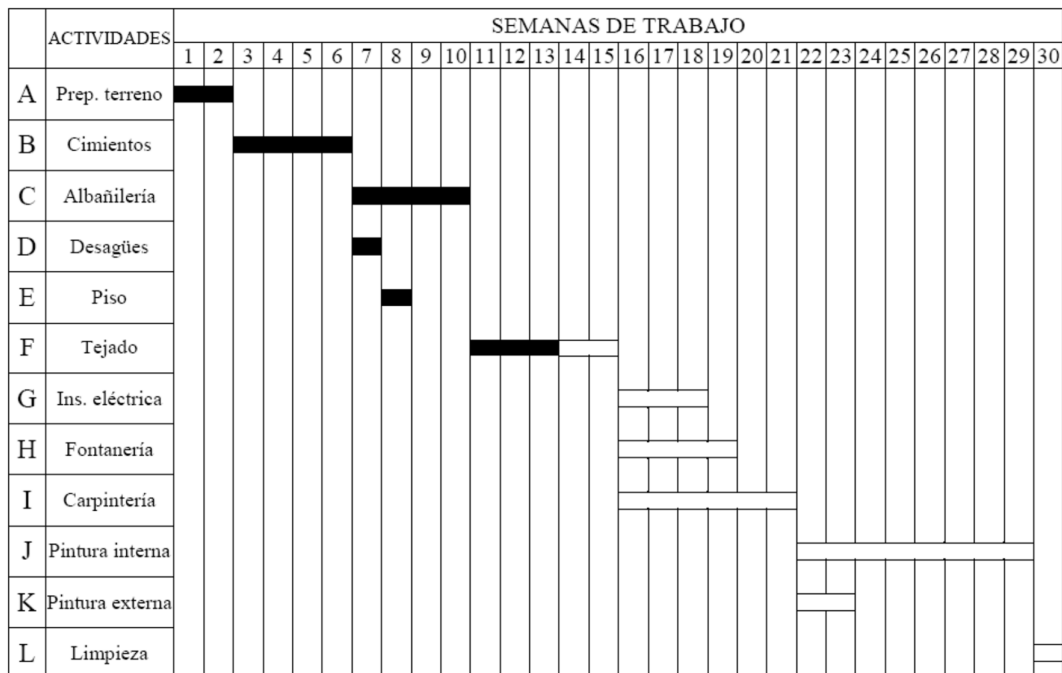 ACTIVIDADES
SEMANAS DE TRABAJO
1 2 3 4 5 6 7 8 9 10 11 12 13 14 15 16 17 18 19 20 21 22 23 24 25 26 27 28 29 30
A Prep. terreno
B Cimientos
C Albañilería
D Desagües
E Piso
F Tejado
G Ins. eléctrica
H Fontanería
I Carpintería
J Pintura interna
K Pintura externa
L Limpieza